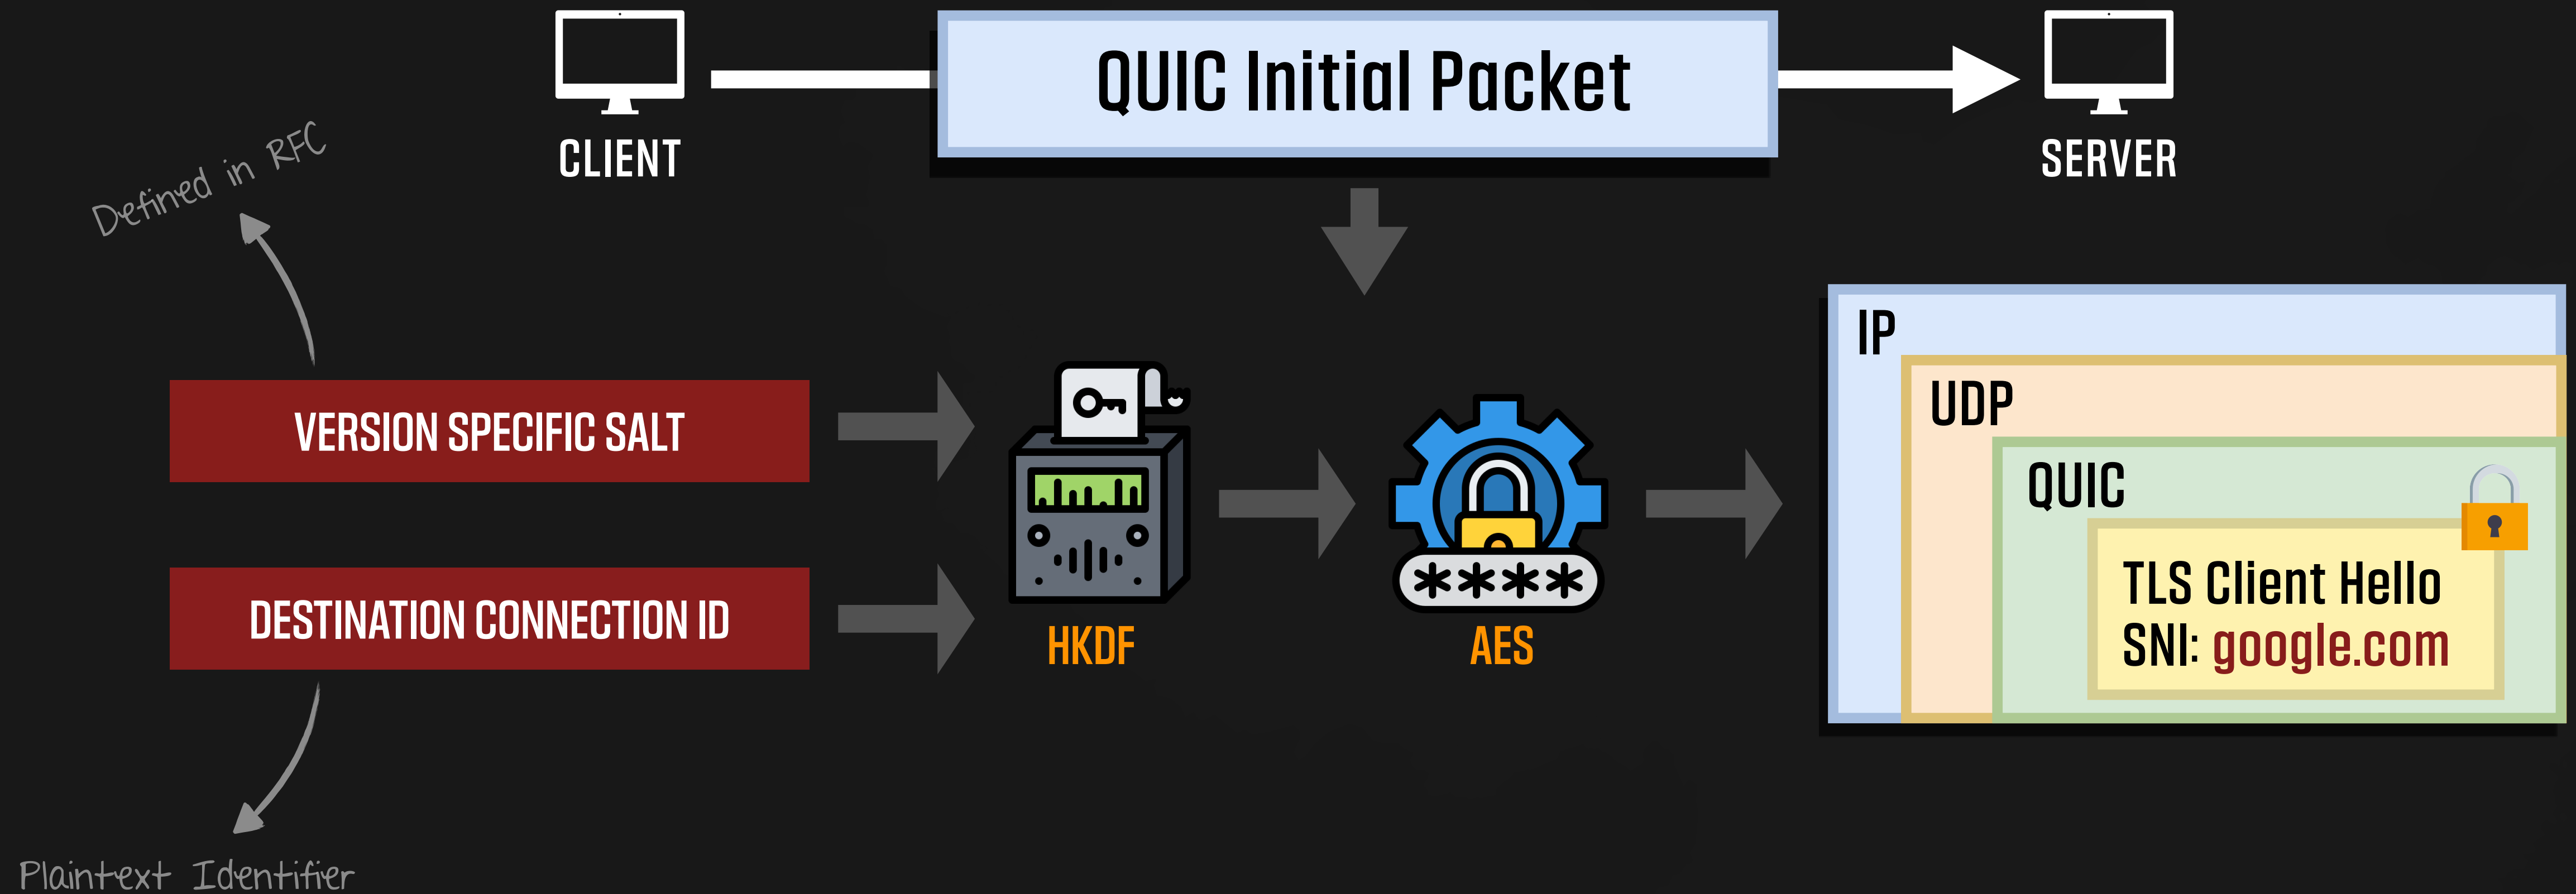 QUIC Initial Packet
CLIENT
SERVER
Defined in RFC
VERSION SPECIFIC SALT
DESTINATION CONNECTION ID
Plaintext Identifier
HKDF
****
AES
IP
UDP
QUIC
TLS Client Hello
SNI: google.com